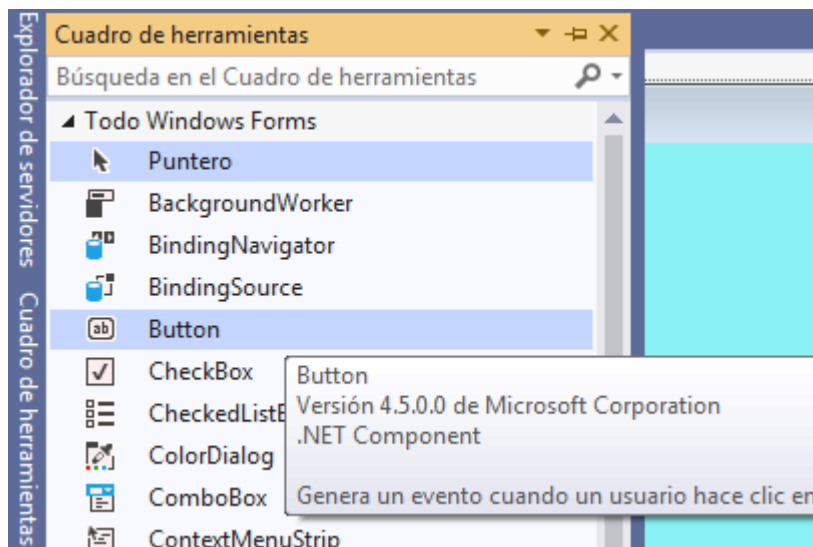 Explorador de servidores
Cuadro de herramientas
Cuadro de herramientas
Búsqueda en el Cuadro de herramientas
Todo Windows Forms
Puntero
BackgroundWorker
BindingNavigator
BindingSource
ab Button
CheckBox
CheckedListB
ColorDialog
ComboBox
ContextMenuStrip
Button
Versión 4.5.0.0 de Microsoft Corporation
.NET Component
Genera un evento cuando un usuario hace clic en